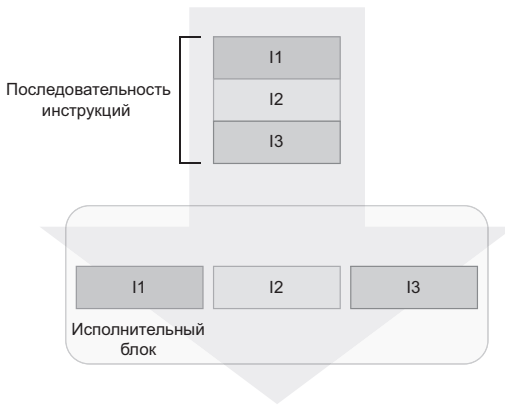 I1
Последовательность
инструкций
I2
I3
I1
I2
I3
Исполнительный
блок